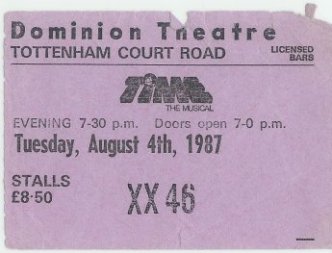 Dominion Theatre
TOTTENHAM COURT ROAD
LICENSED
BARS
TIME
THE MUSICAL
EVENING 7-30 p.m. Doors open 7-0 p.m.
Tuesday, August 4th, 1987
STALLS
£8·50
XX 46